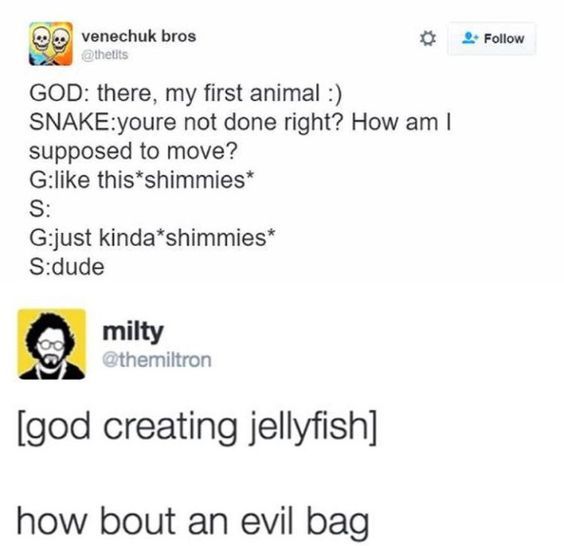 venechuk bros
@thetits
Follow
GOD: there, my first animal :)
SNAKE:youre not done right? How am I
supposed to move?
G:like this*shimmies*
S:
G:just kinda*shimmies*
S:dude
milty
@themiltron
[god creating jellyfish]
how bout an evil bag